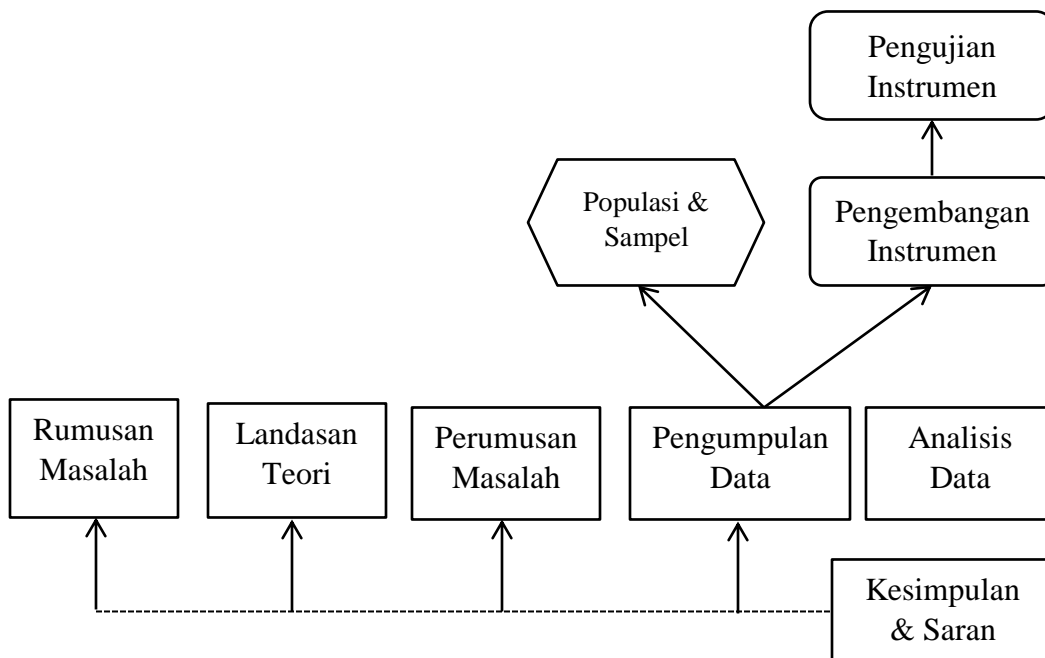 Pengujian
Instrumen
Populasi &
Sampel
Pengembangan
Instrumen
Rumusan
Masalah
Landasan
Teori
Perumusan
Masalah
Pengumpulan
Data
Analisis
Data
Kesimpulan
& Saran